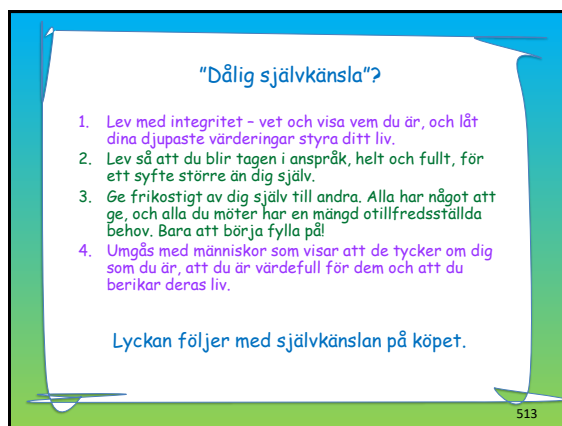 ”Dålig självkänsla”?
1. Lev med integritet – vet och visa vem du är, och låt
dina djupaste värderingar styra ditt liv.
2. Lev så att du blir tagen i anspråk, helt och fullt, för
ett syfte större än dig själv.
3. Ge frikostigt av dig själv till andra. Alla har något att
ge, och alla du möter har en mängd otillfredsställda
behov. Bara att börja fylla på!
4. Umgås med människor som visar att de tycker om dig
som du är, att du är värdefull för dem och att du
berikar deras liv.
Lyckan följer med självkänslan på köpet.
513